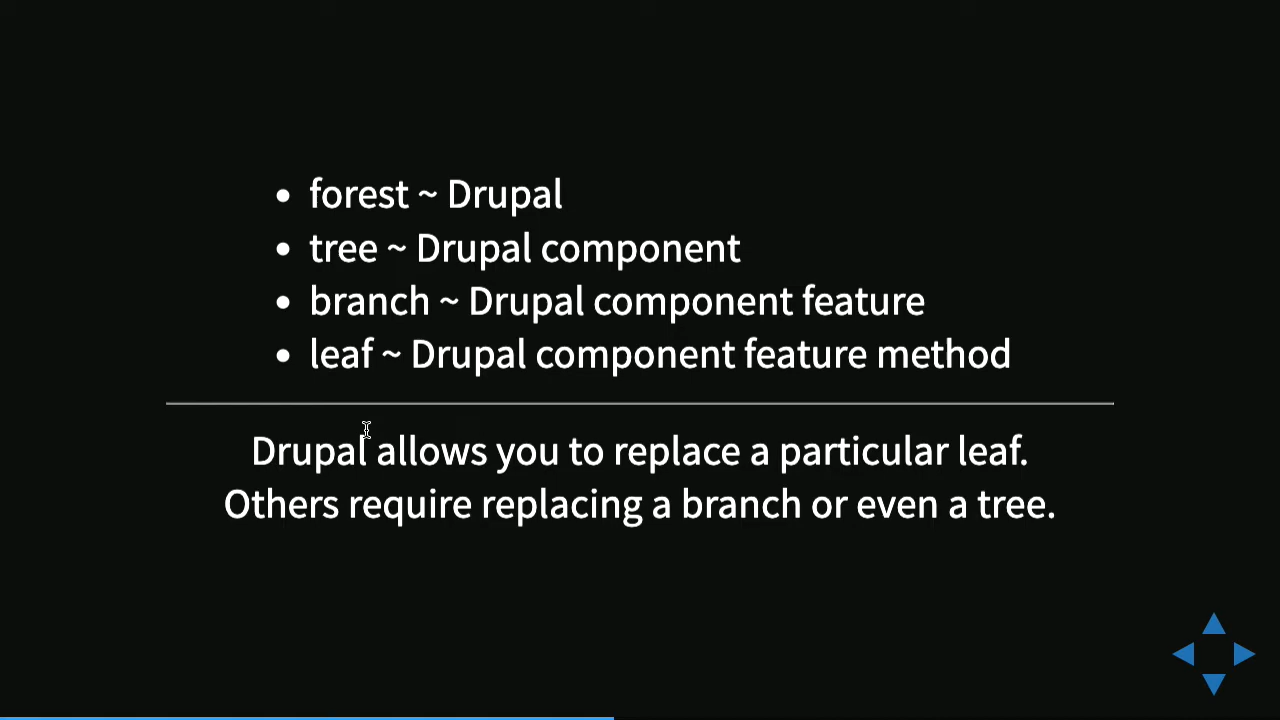 • forest ~ Drupal
• tree ~ Drupal component
• branch ~ Drupal component feature
• leaf ~ Drupal component feature method
Drupal allows you to replace a particular leaf.
Others require replacing a branch or even a tree.